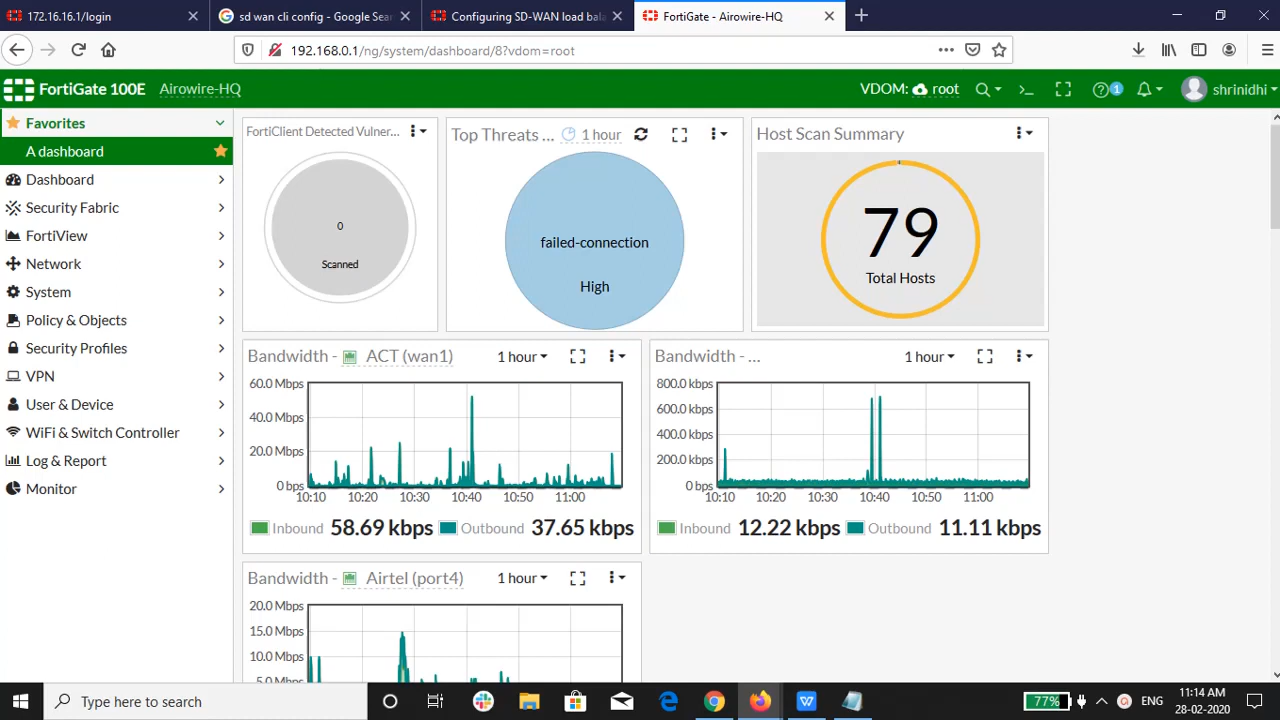 172.16.16.1/login
sd wan cli config - Google Sear
Configuring SD-WAN load bala
FortiGate - Airowire-HQ
192.168.0.1/ng/system/dashboard/8?vdom=root
FortiGate 100E
Airowire-HQ
VDOM: root
1
shrinidhi
Favorites
A dashboard
Dashboard
Security Fabric
FortiView
Network
System
Policy & Objects
Security Profiles
VPN
User & Device
WiFi & Switch Controller
Log & Report
Monitor
FortiClient Detected Vulner...
0
Scanned
Top Threats ... 1 hour
failed-connection
High
Host Scan Summary
79
Total Hosts
Bandwidth - ACT (wan1) 1 hour
60.0 Mbps
40.0 Mbps
20.0 Mbps
0 bps
10:10 10:20 10:30 10:40 10:50 11:00
Inbound 58.69 kbps Outbound 37.65 kbps
Bandwidth - ... 1 hour
800.0 kbps
600.0 kbps
400.0 kbps
200.0 kbps
0 bps
10:10 10:20 10:30 10:40 10:50 11:00
Inbound 12.22 kbps Outbound 11.11 kbps
Bandwidth - Airtel (port4) 1 hour
20.0 Mbps
15.0 Mbps
10.0 Mbps
5.0 Mbps
Type here to search
77%
ENG
11:14 AM
28-02-2020